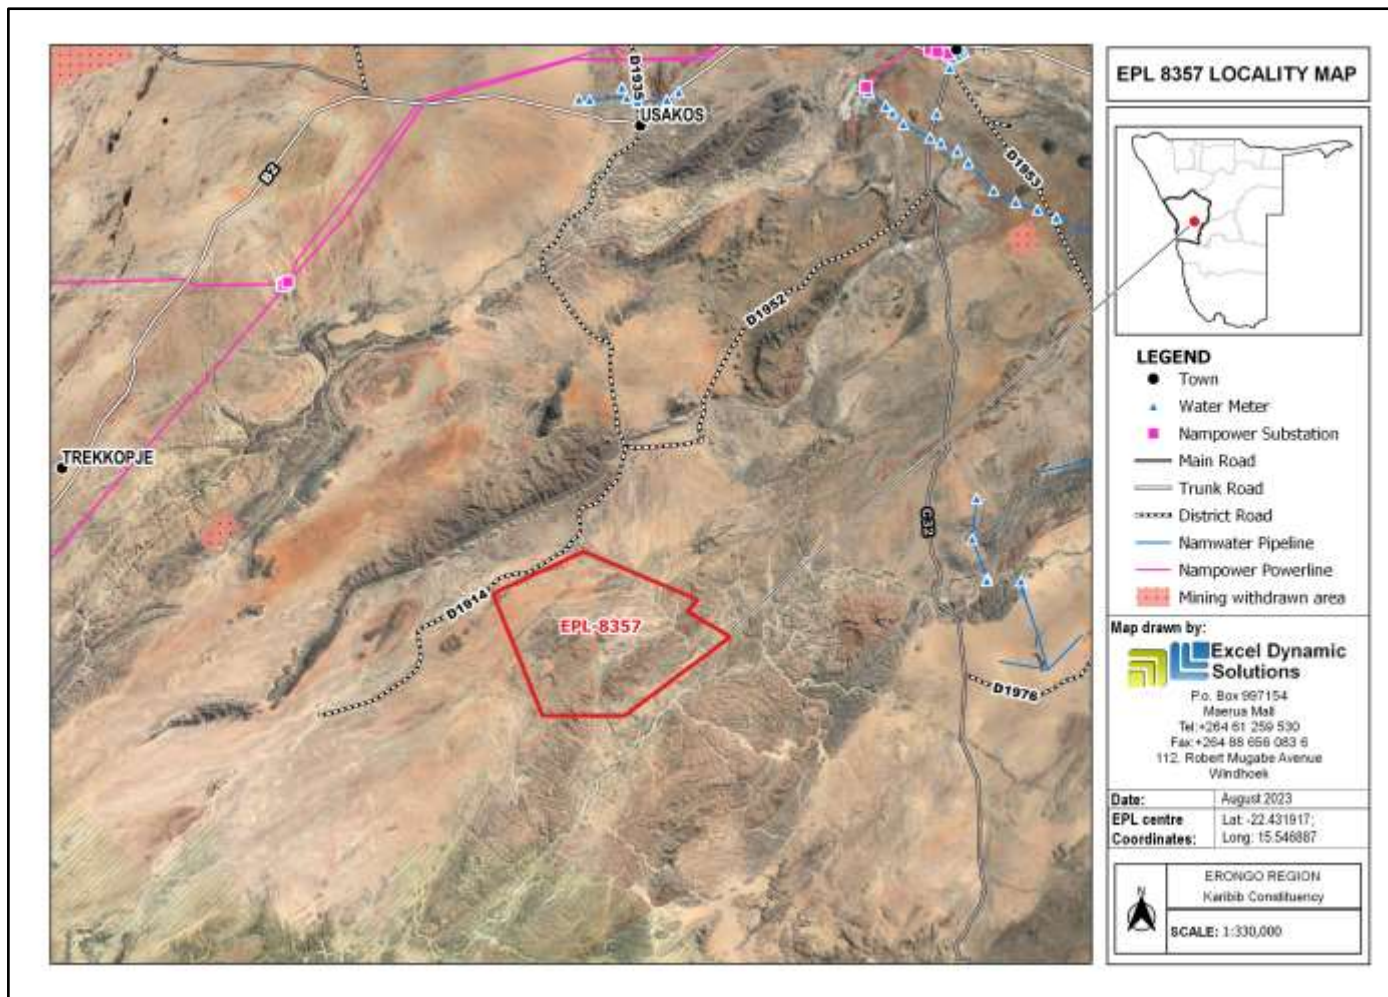 EPL 8357 LOCALITY MAP
D1935
USAKOS
B2
D1953
D1952
TREKKOPJE
C32
D1914
EPL-8357
D1976
LEGEND
Town
Water Meter
Nampower Substation
Main Road
Trunk Road
District Road
Namwater Pipeline
Nampower Powerline
Mining withdrawn area
Map drawn by:
Excel Dynamic
Solutions
P.o. Box 997154
Maerua Mall
Tel:+264 61 259 530
Fax:+264 88 656 083 6
112, Robert Mugabe Avenue
Windhoek
Date: August 2023
EPL centre Lat: -22.431917;
Coordinates: Long: 15.546887
N
ERONGO REGION
Karibib Constituency
SCALE: 1:330,000